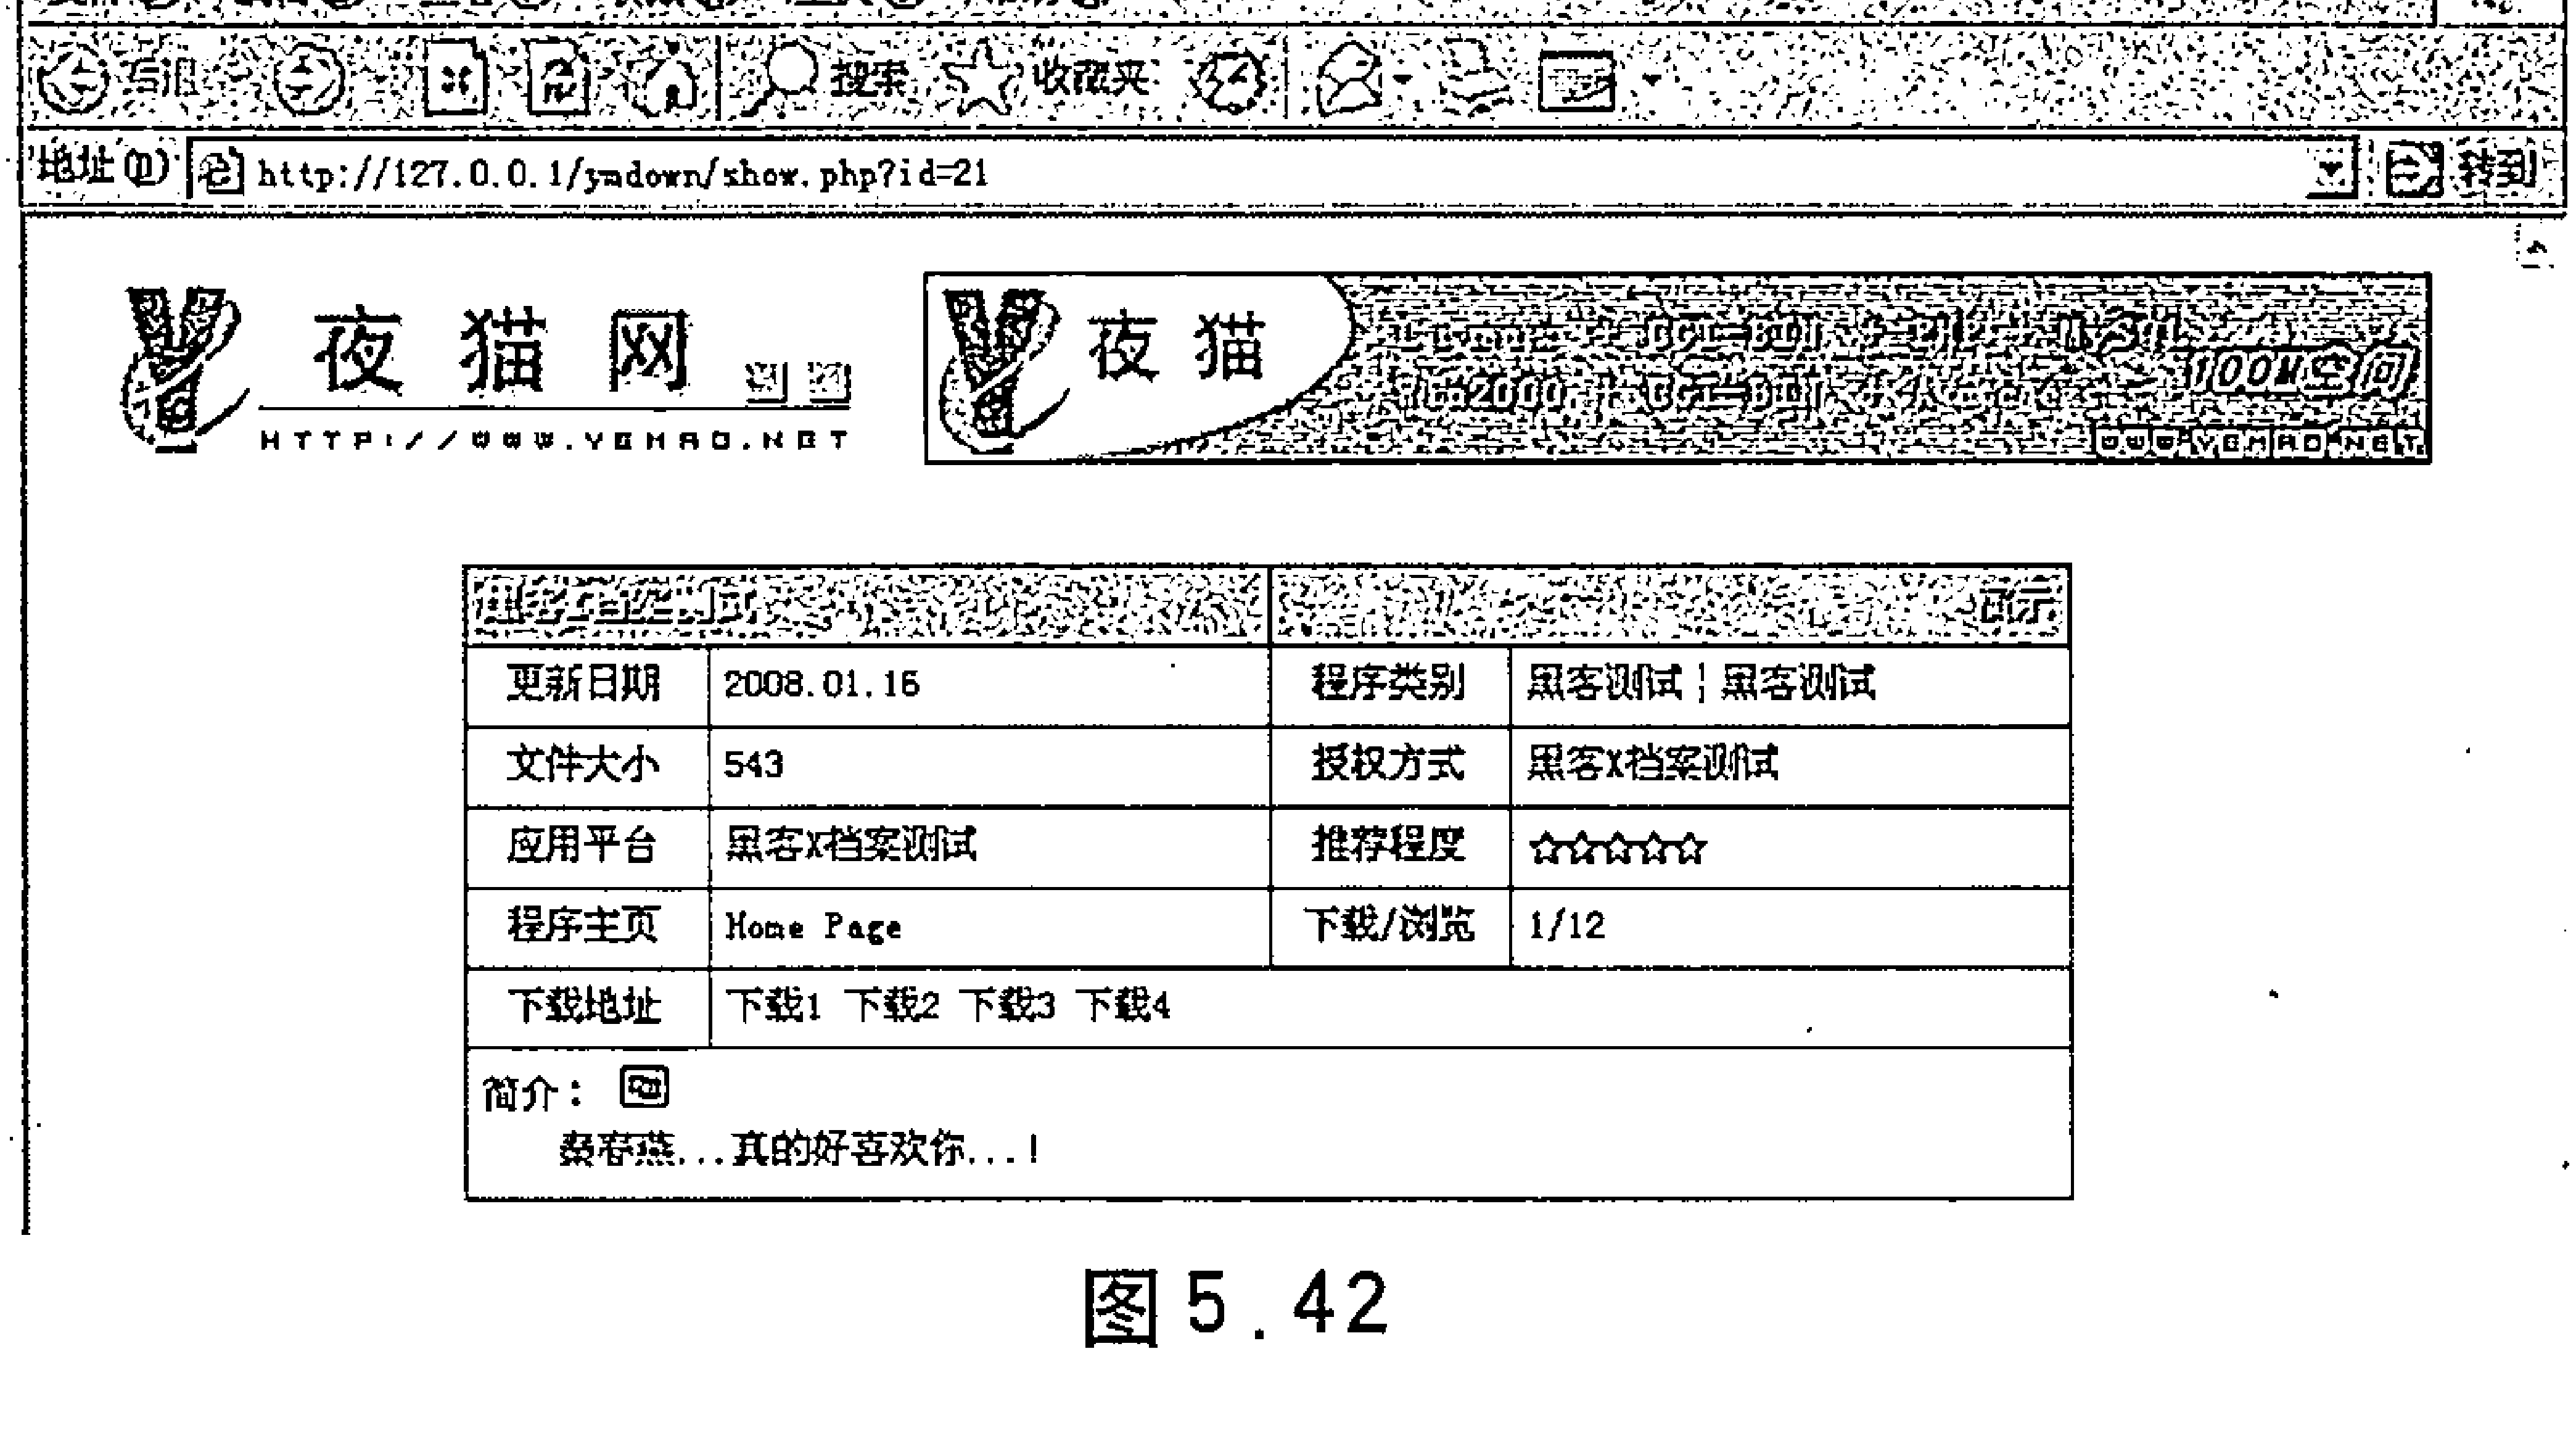 搜索 收藏夹
地址(D) http://127.0.0.1/ymdown/show.php?id=21 转到
夜猫网
HTTP://WWW.YEMAO.NET
夜猫
100M空间
WWW.YEMAO.NET
更新日期 2008.01.16 程序类别 黑客测试 ¦ 黑客测试
文件大小 543 授权方式 黑客X档案测试
应用平台 黑客X档案测试 推荐程度 ☆☆☆☆☆
程序主页 Home Page 下载/浏览 1/12
下载地址 下载1 下载2 下载3 下载4
简介：
春燕...真的好喜欢你...!
图5.42